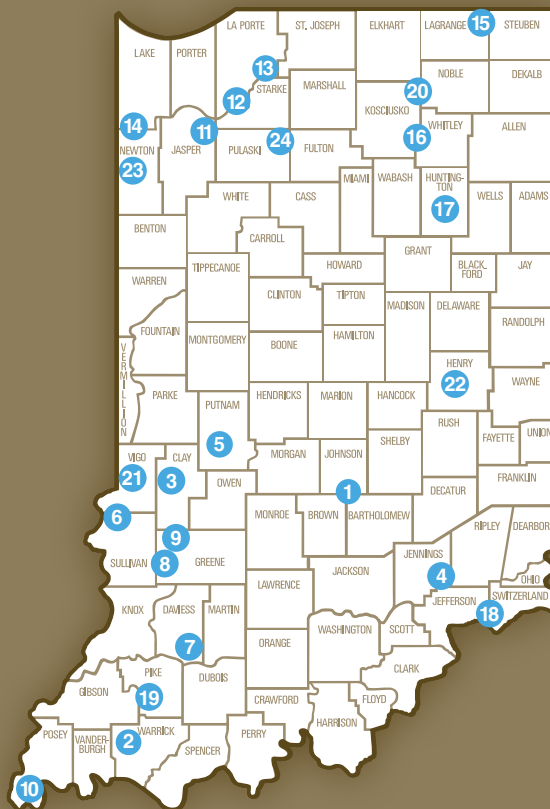 LA PORTE
ST. JOSEPH
ELKHART
LAGRANGE
15
STEUBEN
LAKE
PORTER
13
STARKE
MARSHALL
NOBLE
DEKALB
12
20
KOSCIUSKO
14
11
24
16
WHITLEY
ALLEN
NEWTON
23
JASPER
PULASKI
FULTON
MIAMI
WABASH
HUNTING-
TON
17
WELLS
ADAMS
WHITE
CASS
BENTON
CARROLL
GRANT
TIPPECANOE
HOWARD
BLACK
FORD
JAY
WARREN
CLINTON
TIPTON
MADISON
DELAWARE
RANDOLPH
FOUNTAIN
MONTGOMERY
BOONE
HAMILTON
VERMILLION
HENRY
22
WAYNE
PARKE
PUTNAM
5
HENDRICKS
MARION
HANCOCK
RUSH
FAYETTE
UNION
VIGO
21
CLAY
3
MORGAN
JOHNSON
SHELBY
OWEN
1
FRANKLIN
6
DECATUR
MONROE
BROWN
BARTHOLOMEW
RIPLEY
DEARBOR
9
SULLIVAN
8
GREENE
JENNINGS
4
JACKSON
OHIO
LAWRENCE
JEFFERSON
SWITZERLAND
18
KNOX
DAVIESS
MARTIN
7
ORANGE
WASHINGTON
SCOTT
PIKE
19
DUBOIS
CLARK
GIBSON
CRAWFORD
FLOYD
HARRISON
POSEY
VANDER-
BURGH
2
WARRICK
SPENCER
PERRY
10